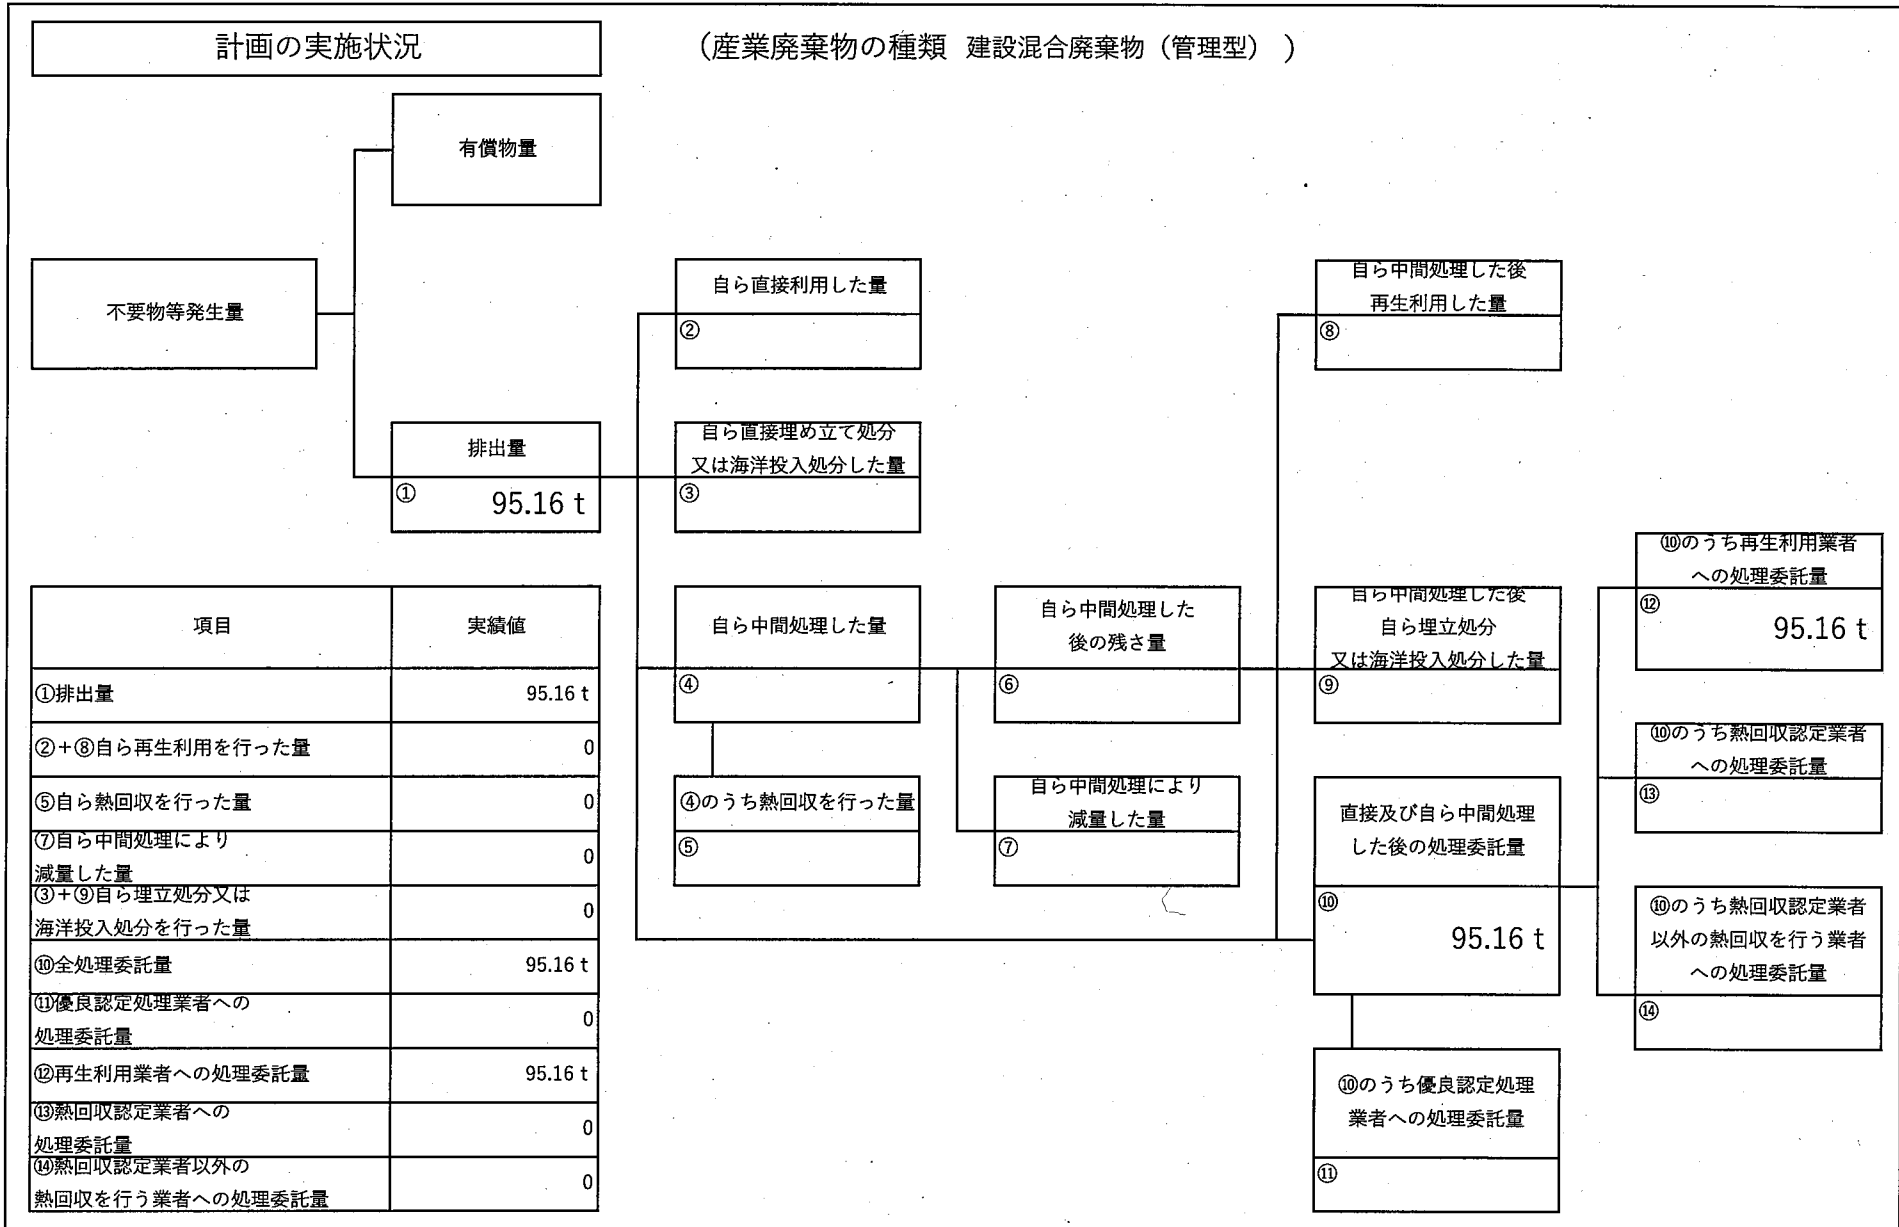 計画の実施状況
（産業廃棄物の種類 建設混合廃棄物（管理型））
有償物量
不要物等発生量
自ら直接利用した量
②
自ら中間処理した後
再生利用した量
⑧
排出量
① 95.16 t
自ら直接埋め立て処分
又は海洋投入処分した量
③
⑩のうち再生利用業者
への処理委託量
⑫
95.16 t
自ら中間処理した量
④
自ら中間処理した
後の残さ量
⑥
自ら中間処理した後
自ら埋立処分
又は海洋投入処分した量
⑨
⑩のうち熱回収認定業者
への処理委託量
⑬
④のうち熱回収を行った量
⑤
自ら中間処理により
減量した量
⑦
直接及び自ら中間処理
した後の処理委託量
⑩
95.16 t
⑩のうち熱回収認定業者
以外の熱回収を行う業者
への処理委託量
⑭
⑩のうち優良認定処理
業者への処理委託量
⑪
項目 実績値
①排出量 95.16 t
②+⑧自ら再生利用を行った量 0
⑤自ら熱回収を行った量 0
⑦自ら中間処理により
減量した量 0
③+⑨自ら埋立処分又は
海洋投入処分を行った量 0
⑩全処理委託量 95.16 t
⑪優良認定処理業者への
処理委託量 0
⑫再生利用業者への処理委託量 95.16 t
⑬熱回収認定業者への
処理委託量 0
⑭熱回収認定業者以外の
熱回収を行う業者への処理委託量 0